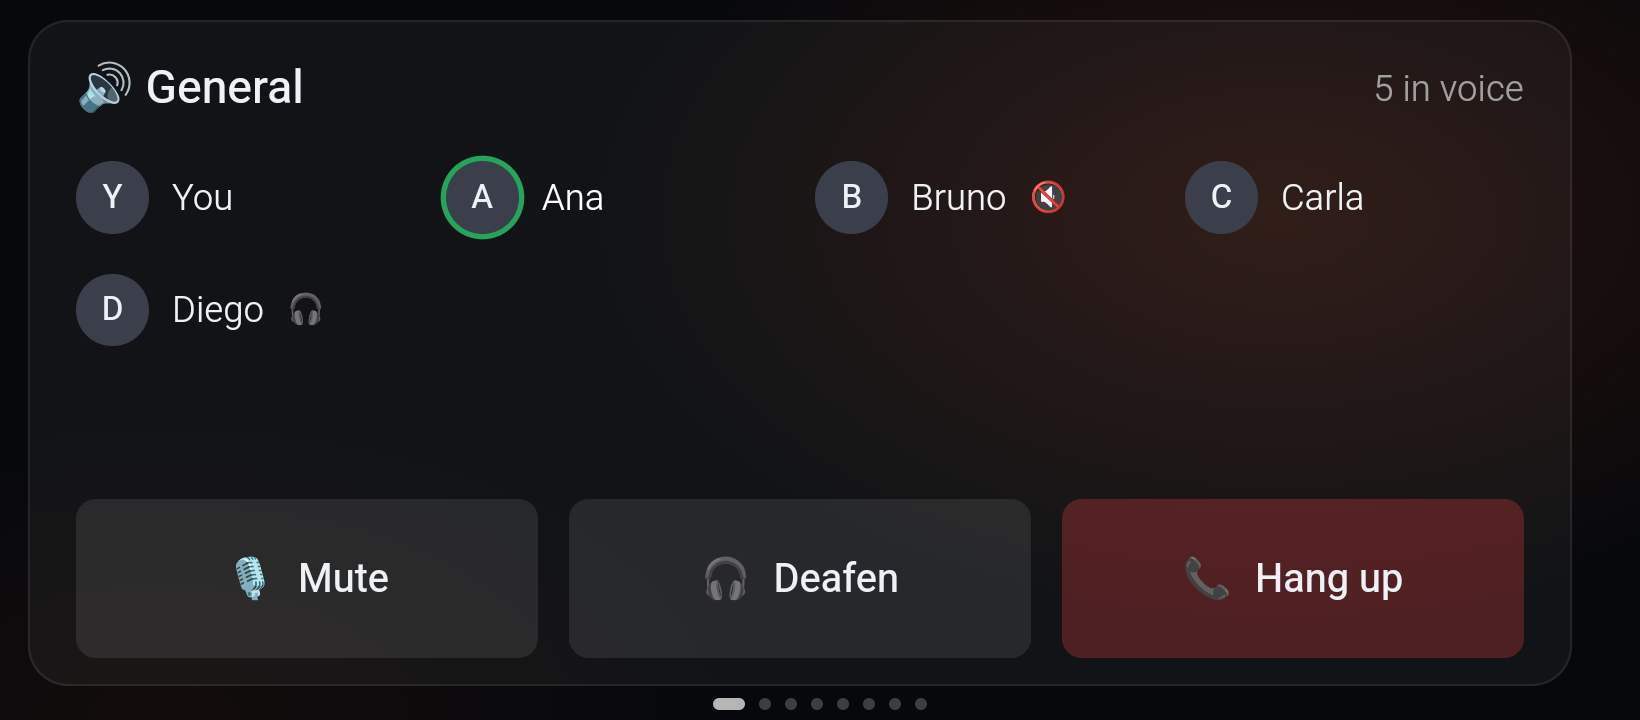 General
5 in voice
Y You
A Ana
B Bruno
C Carla
D Diego
Mute
Deafen
Hang up